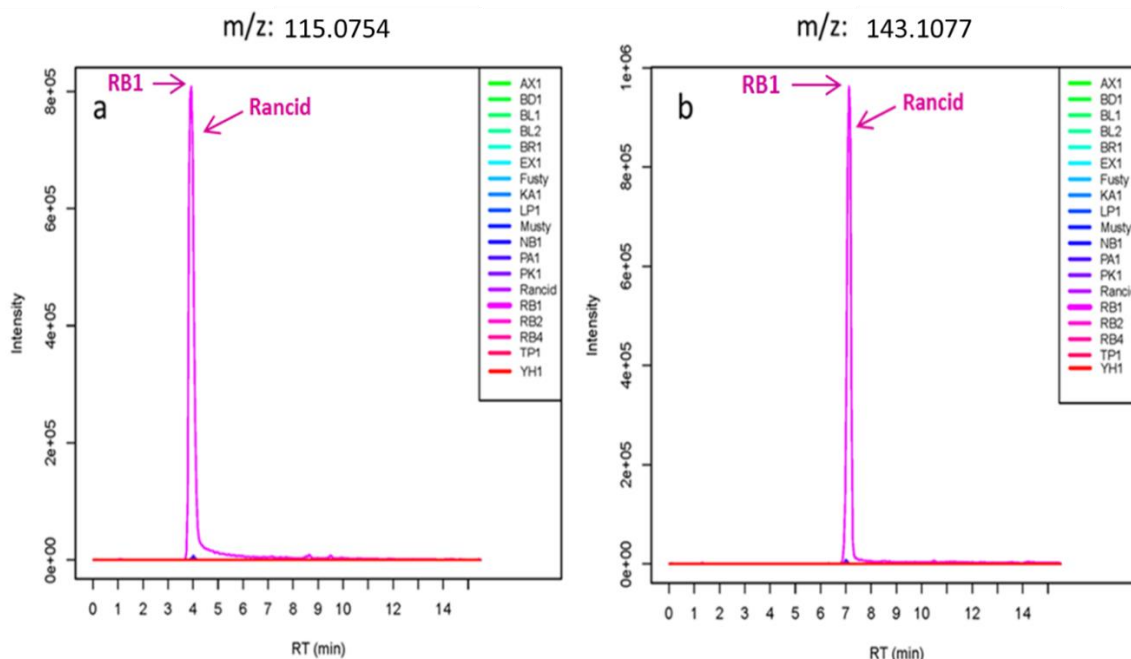 m/z: 115.0754
a
RB1
Rancid
8e+05
6e+05
4e+05
2e+05
0e+00
Intensity
0 1 2 3 4 5 6 7 8 9 10 12 14
RT (min)
AX1
BD1
BL1
BL2
BR1
EX1
Fusty
KA1
LP1
Musty
NB1
PA1
PK1
Rancid
RB1
RB2
RB4
TP1
YH1
m/z: 143.1077
b
RB1
Rancid
1e+06
8e+05
6e+05
4e+05
2e+05
0e+00
Intensity
0 1 2 3 4 5 6 7 8 9 10 12 14
RT (min)
AX1
BD1
BL1
BL2
BR1
EX1
Fusty
KA1
LP1
Musty
NB1
PA1
PK1
Rancid
RB1
RB2
RB4
TP1
YH1